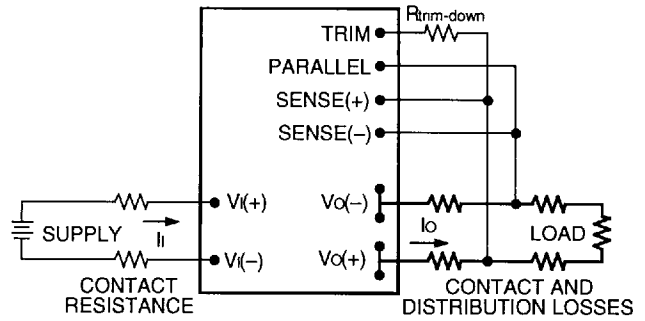 TRIM
Rtrim-down
PARALLEL
SENSE(+)
SENSE(–)
VI(+)
VO(–)
II
IO
SUPPLY
LOAD
VI(–)
VO(+)
CONTACT
RESISTANCE
CONTACT AND
DISTRIBUTION LOSSES